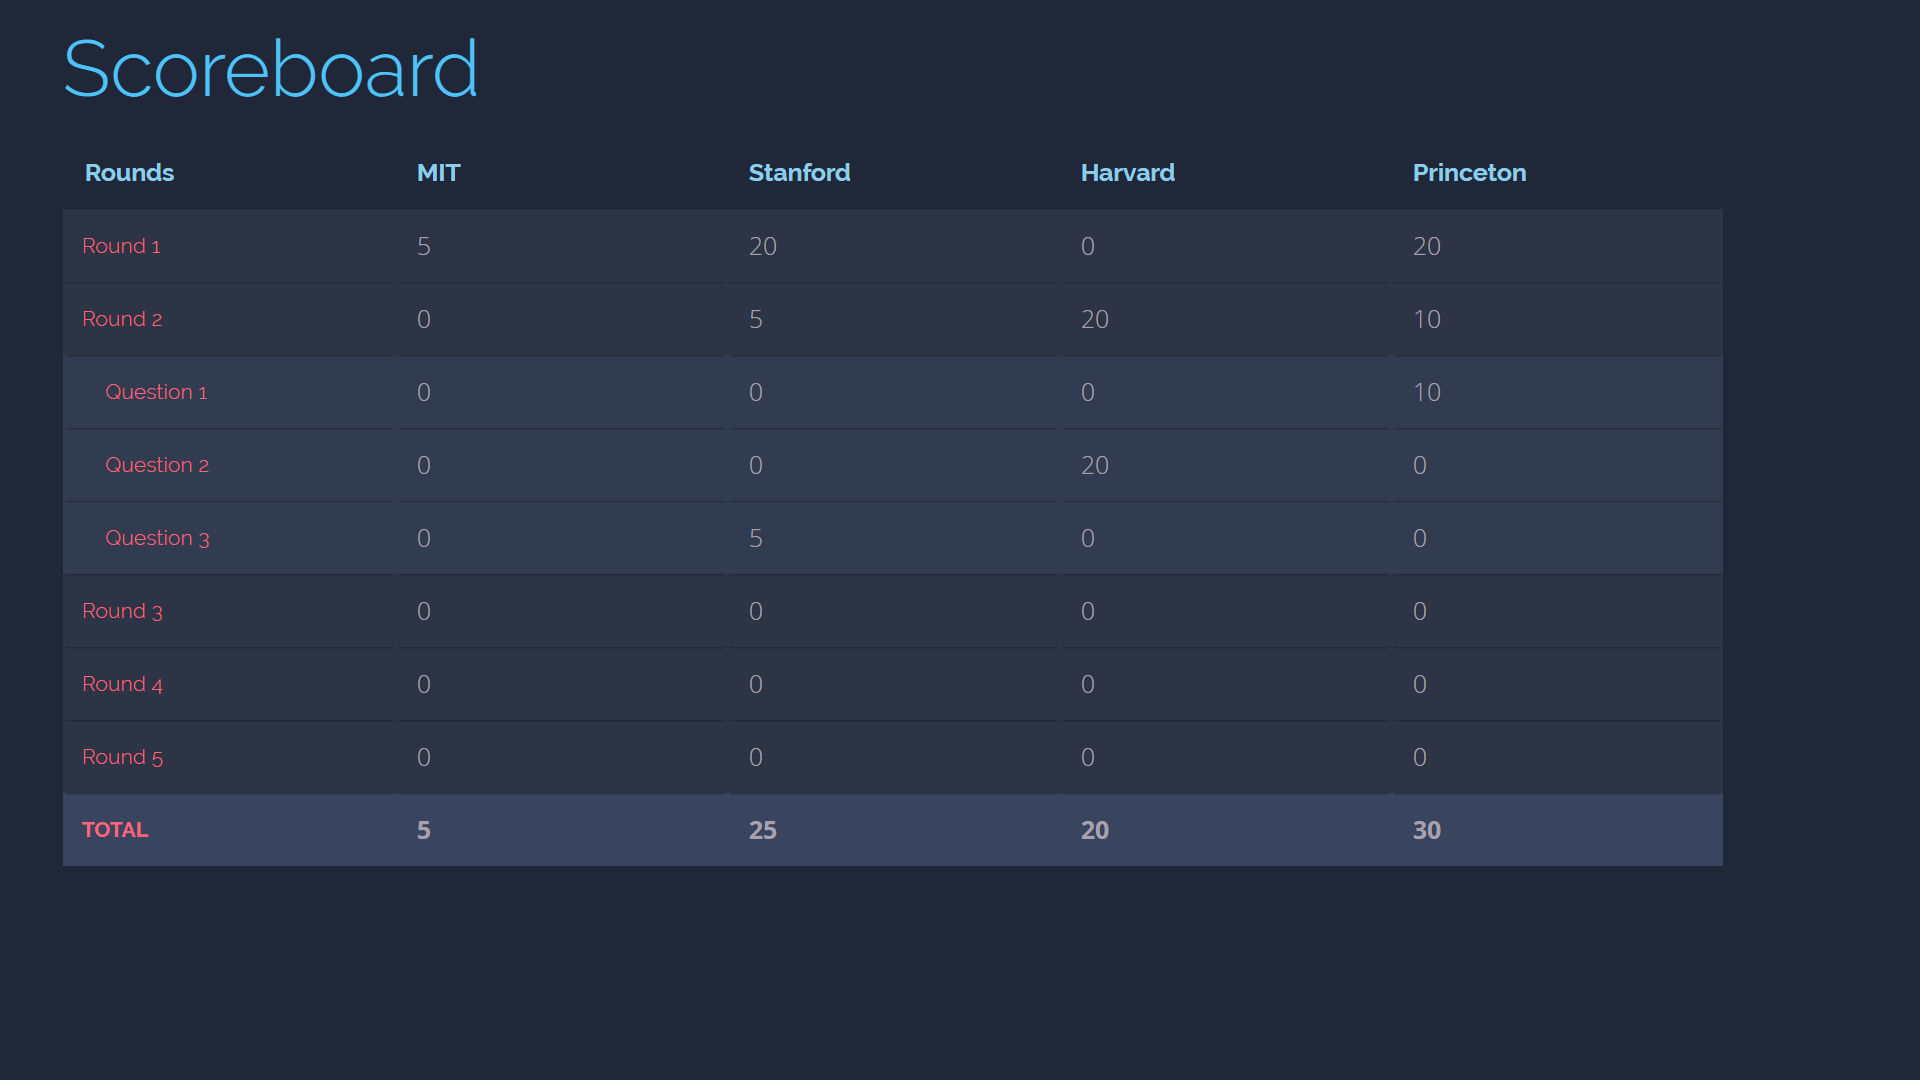 Scoreboard
Rounds MIT Stanford Harvard Princeton
Round 1 5 20 0 20
Round 2 0 5 20 10
Question 1 0 0 0 10
Question 2 0 0 20 0
Question 3 0 5 0 0
Round 3 0 0 0 0
Round 4 0 0 0 0
Round 5 0 0 0 0
TOTAL 5 25 20 30